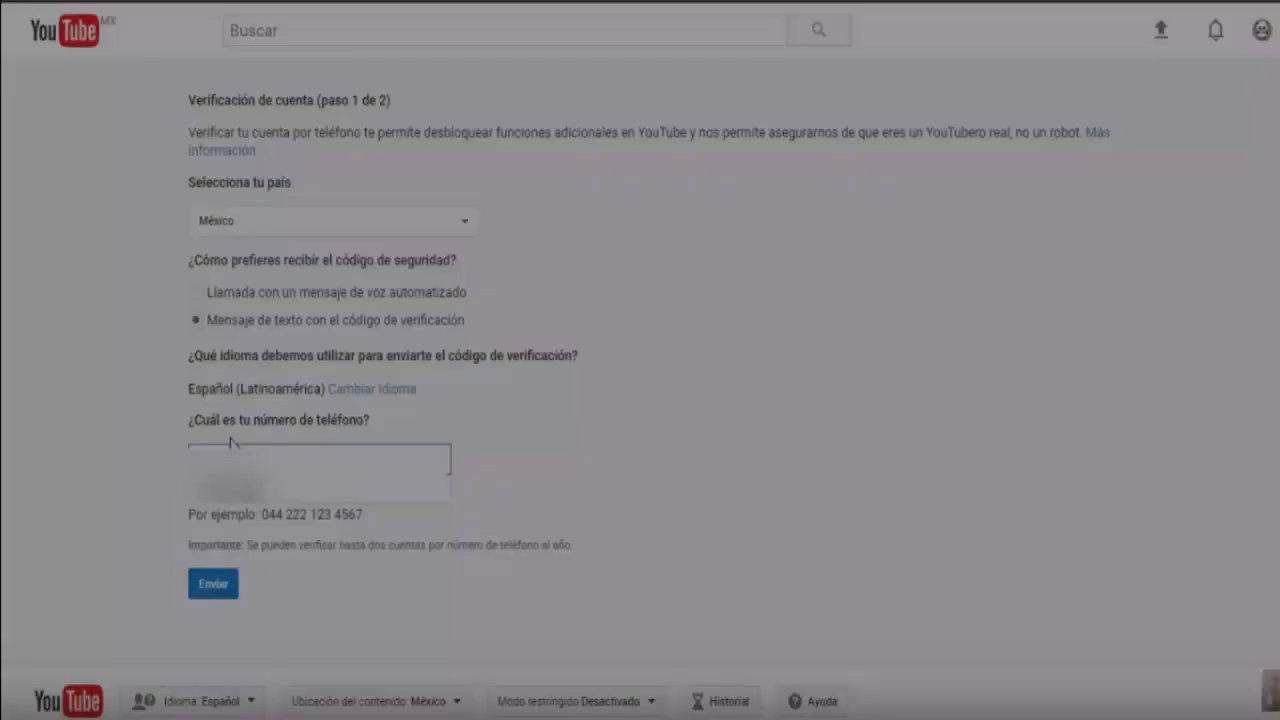 YouTube MX
Buscar
Verificación de cuenta (paso 1 de 2)
Verificar tu cuenta por teléfono te permite desbloquear funciones adicionales en YouTube y nos permite asegurarnos de que eres un YouTubero real, no un robot. Más
información
Selecciona tu país
México
¿Cómo prefieres recibir el código de seguridad?
Llamada con un mensaje de voz automatizado
Mensaje de texto con el código de verificación
¿Qué idioma debemos utilizar para enviarte el código de verificación?
Español (Latinoamérica) Cambiar idioma
¿Cuál es tu número de teléfono?
Por ejemplo: 044 222 123 4567
Importante: Se pueden verificar hasta dos cuentas por número de teléfono al año
Enviar
YouTube Idioma: Español Ubicación del contenido: México Modo restringido Desactivado Historial Ayuda